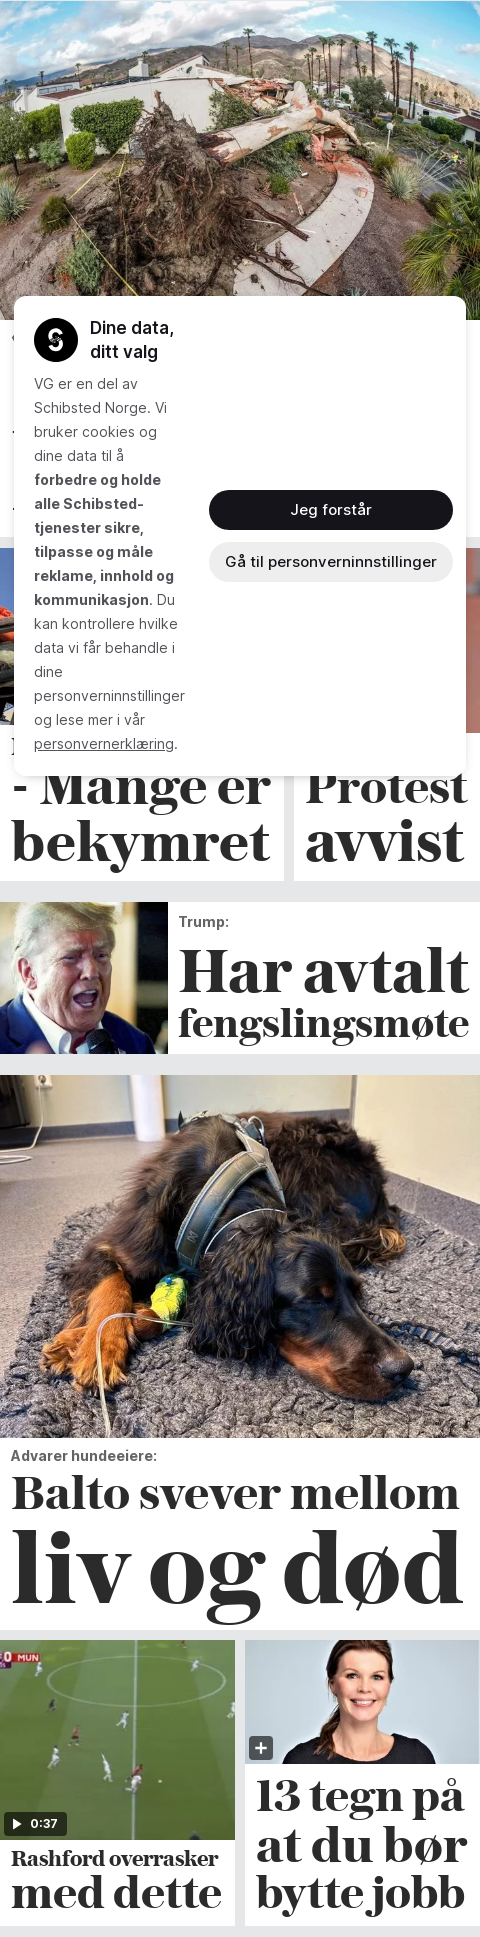 Dine data,
ditt valg
VG er en del av
Schibsted Norge. Vi
bruker cookies og
dine data til å
forbedre og holde
alle Schibsted-
tjenester sikre,
tilpasse og måle
reklame, innhold og
kommunikasjon. Du
kan kontrollere hvilke
data vi får behandle i
dine
personverninnstillinger
og lese mer i vår
personvernerklæring.
Jeg forstår
Gå til personverninnstillinger
- Mange er
bekymret
Protest
avvist
Trump:
Har avtalt
fengslingsmøte
Advarer hundeeiere:
Balto svever mellom
liv og død
0 MUN
0:37
Rashford overrasker
med dette
13 tegn på
at du bør
bytte jobb